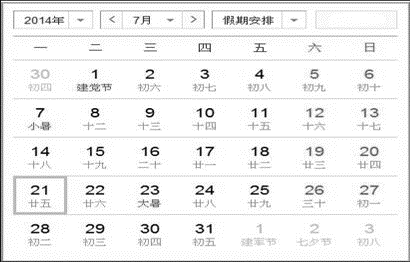 2014年 < 7月 > 假期安排
一 二 三 四 五 六 日
30 1 2 3 4 5 6
初四 建党节 初六 初七 初八 初九 初十
7 8 9 10 11 12 13
小暑 十二 十三 十四 十五 十六 十七
14 15 16 17 18 19 20
十八 十九 二十 廿一 廿二 廿三 廿四
21 22 23 24 25 26 27
廿五 廿六 大暑 廿八 廿九 三十 初一
28 29 30 31 1 2 3
初二 初三 初四 初五 建军节 七夕节 初八